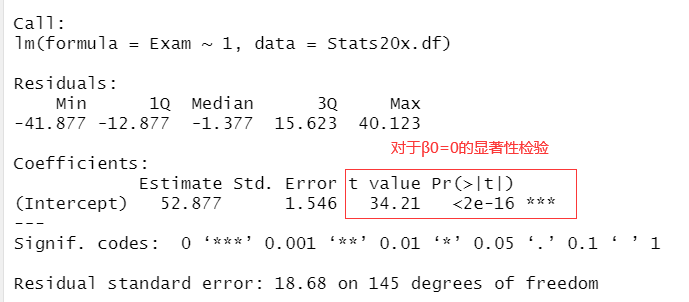 Call:
lm(formula = Exam ~ 1, data = Stats20x.df)
Residuals:
    Min      1Q  Median      3Q     Max
-41.877 -12.877  -1.377  15.623  40.123
对于β0=0的显著性检验
Coefficients:
            Estimate Std. Error t value Pr(>|t|)
(Intercept)   52.877      1.546   34.21   <2e-16 ***
---
Signif. codes:  0 ‘***’ 0.001 ‘**’ 0.01 ‘*’ 0.05 ‘.’ 0.1 ‘ ’ 1
Residual standard error: 18.68 on 145 degrees of freedom